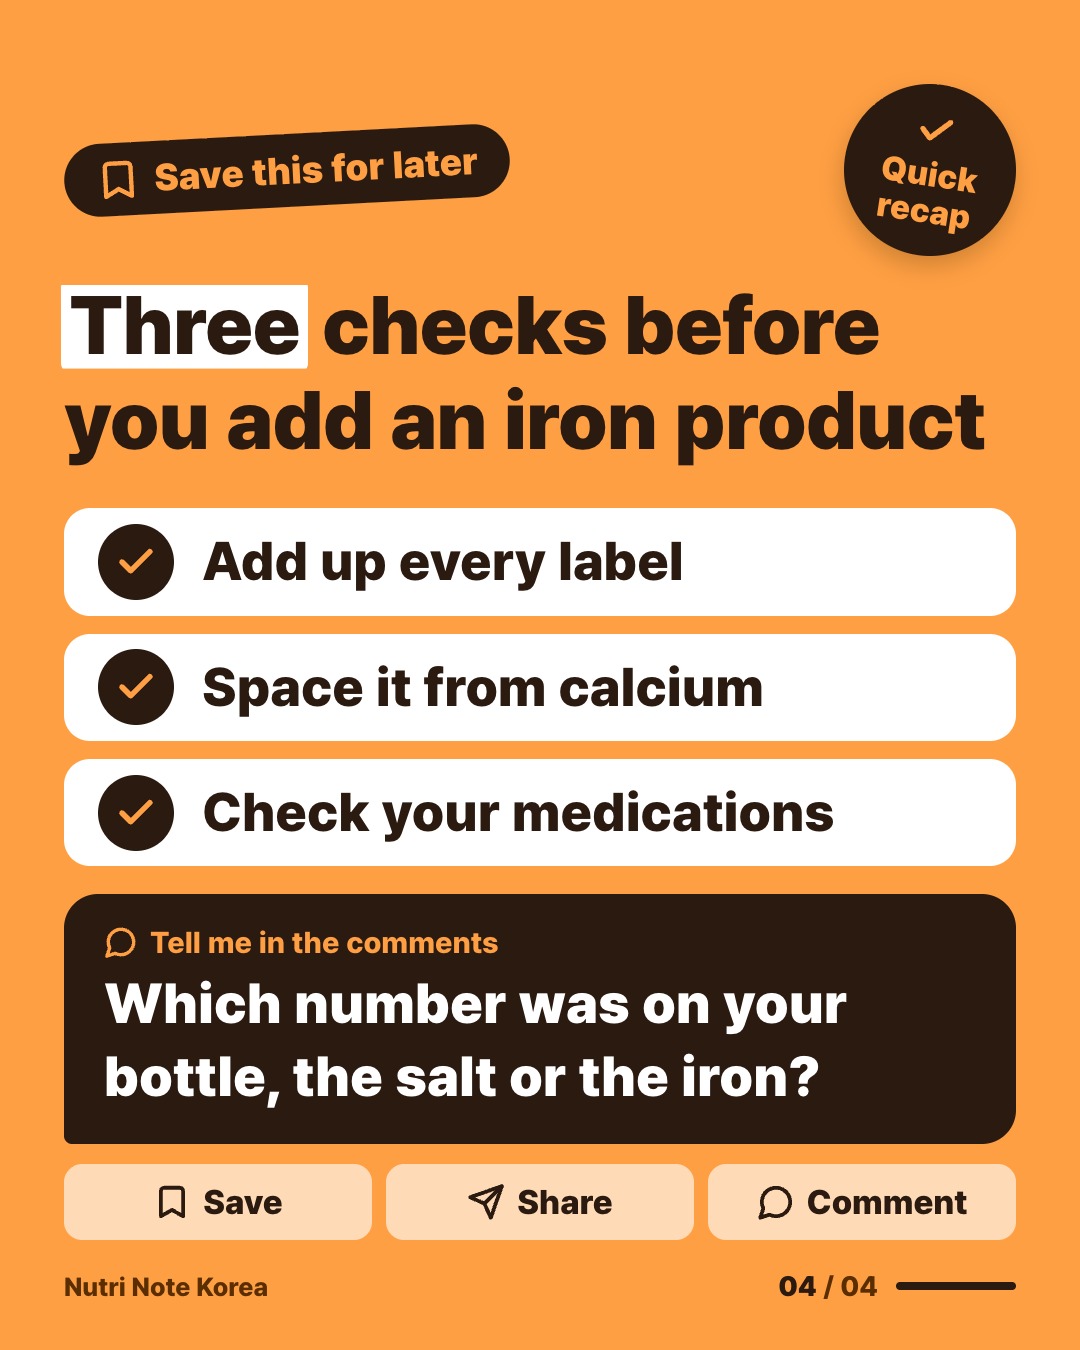 Save this for later
Quick
recap
Three checks before
you add an iron product
Add up every label
Space it from calcium
Check your medications
Tell me in the comments
Which number was on your
bottle, the salt or the iron?
Save
Share
Comment
Nutri Note Korea
04 / 04